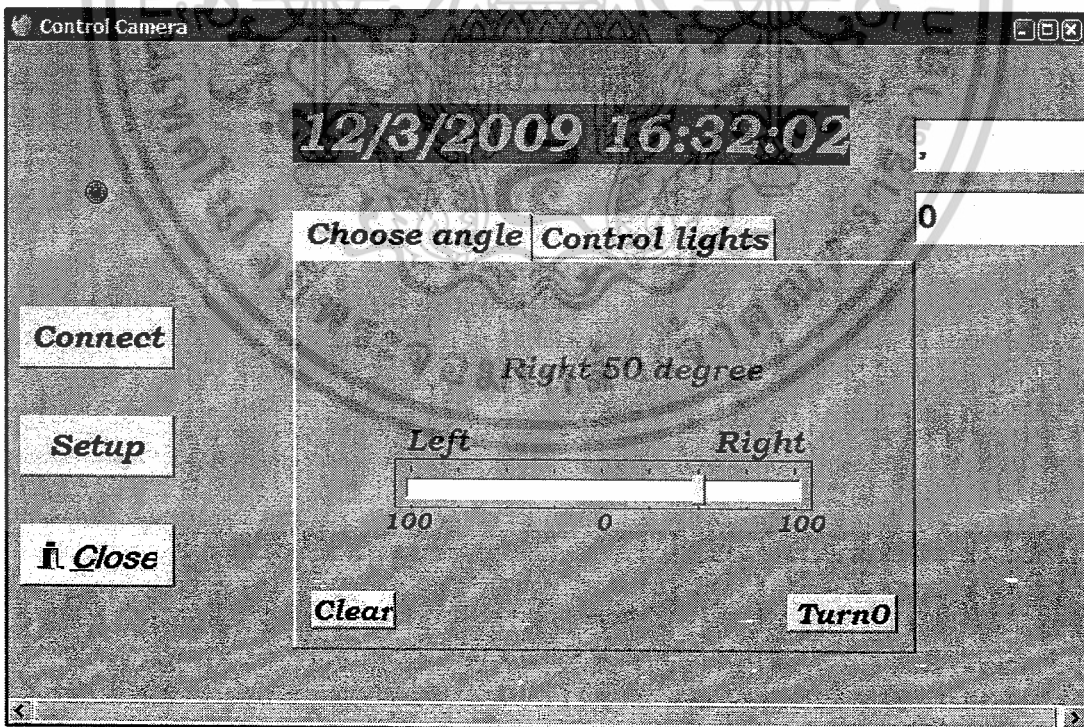 Control Camera
12/3/2009 16:32:02
,
0
Choose angle Control lights
Connect
Right 50 degree
Setup
Left Right
100 0 100
Close
Clear Turn0